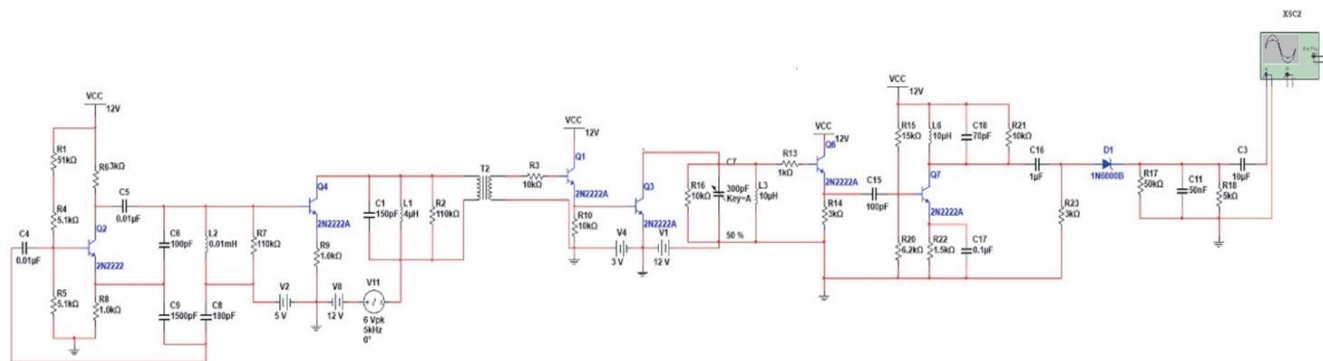 XSC2
VCC
12V
R1
51kΩ
R6
3kΩ
C5
0.01pF
R4
5.1kΩ
C4
0.01µF
Q2
2N2222
R5
5.1kΩ
R8
1.0kΩ
C6
100pF
L2
0.01mH
R7
110kΩ
C9
1500pF
C8
180pF
V2
5 V
Q4
2N2222A
R9
1.0kΩ
V8
12 V
V11
6 Vpk
5kHz
0°
C1
150pF
L1
4µH
R2
110kΩ
T2
R3
10kΩ
VCC
12V
Q1
2N2222A
R10
10kΩ
Q3
2N2222A
V4
3 V
V1
12 V
R16
10kΩ
C7
300pF
Key=A
50 %
L3
10µH
R13
1kΩ
VCC
12V
Q6
2N2222A
R14
3kΩ
C15
100pF
VCC
12V
R15
15kΩ
L6
10µH
C18
70pF
R21
10kΩ
Q7
2N2222A
R20
6.2kΩ
R22
1.5kΩ
C17
0.1µF
C16
1µF
R23
3kΩ
D1
1N6000B
R17
50kΩ
C11
50nF
R18
5kΩ
C3
10µF